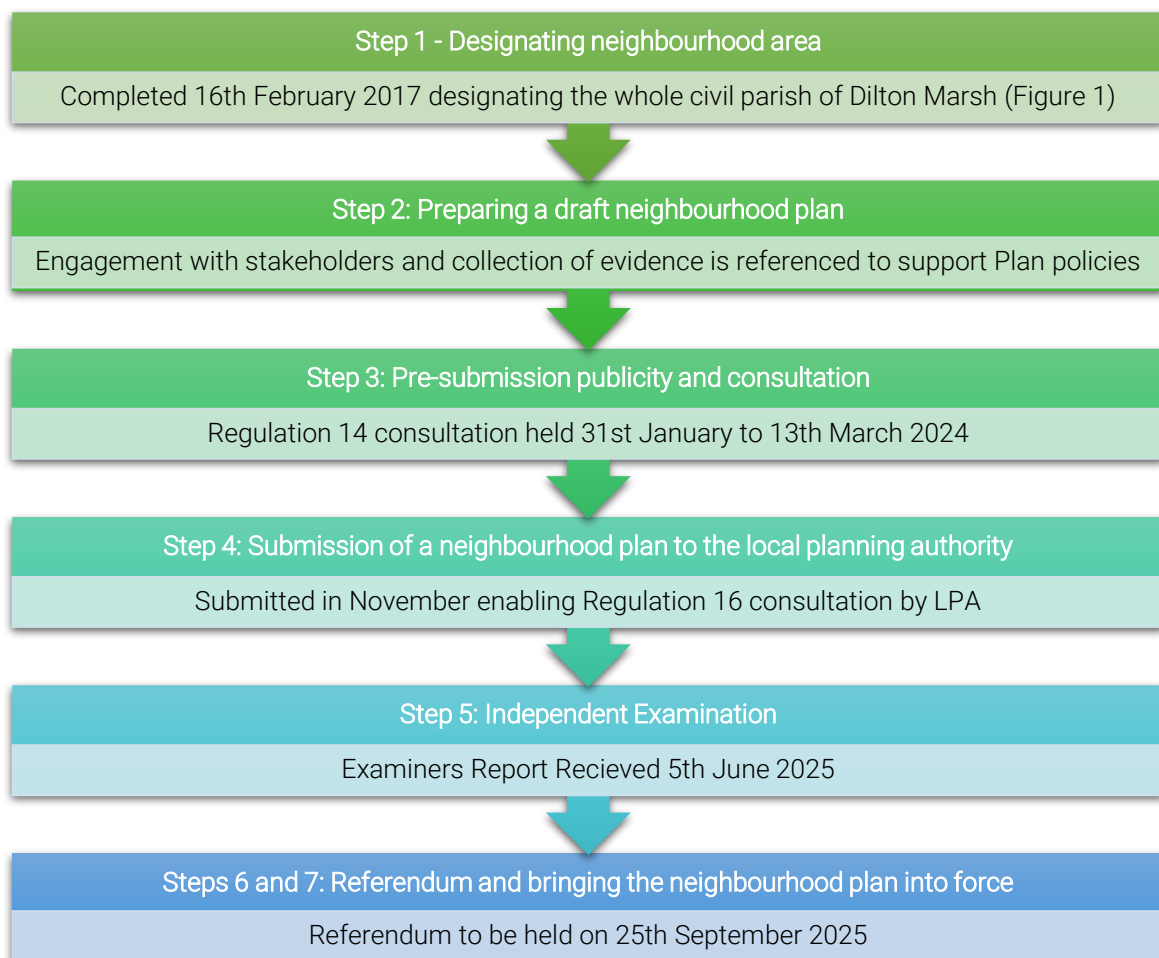 Step 1 - Designating neighbourhood area
Completed 16th February 2017 designating the whole civil parish of Dilton Marsh (Figure 1)
Step 2: Preparing a draft neighbourhood plan
Engagement with stakeholders and collection of evidence is referenced to support Plan policies
Step 3: Pre-submission publicity and consultation
Regulation 14 consultation held 31st January to 13th March 2024
Step 4: Submission of a neighbourhood plan to the local planning authority
Submitted in November enabling Regulation 16 consultation by LPA
Step 5: Independent Examination
Examiners Report Recieved 5th June 2025
Steps 6 and 7: Referendum and bringing the neighbourhood plan into force
Referendum to be held on 25th September 2025